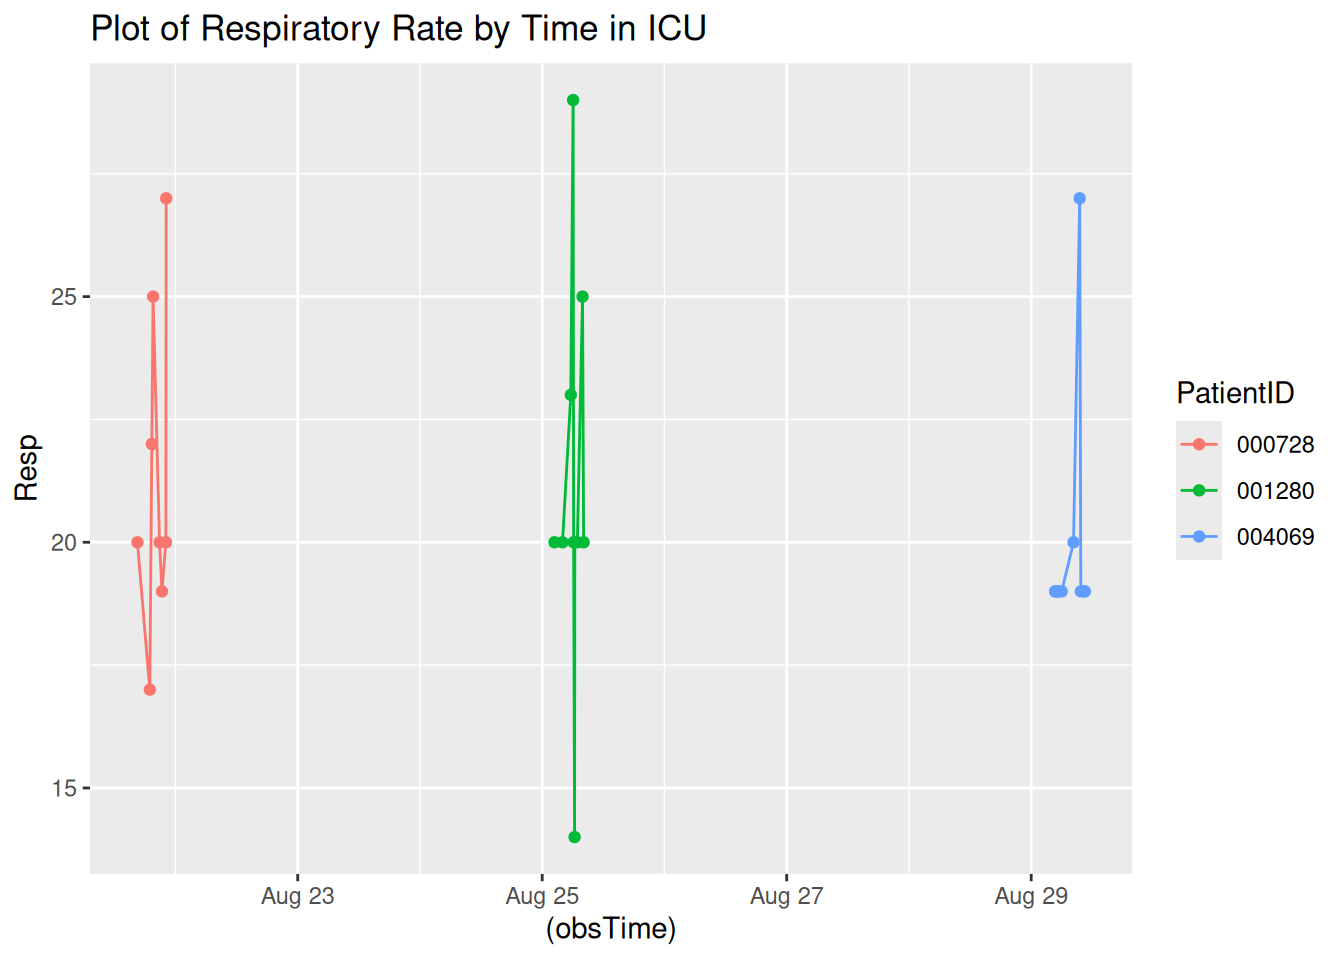 Plot of Respiratory Rate by Time in ICU
Resp
25
20
15
Aug 23
Aug 25
Aug 27
Aug 29
(obsTime)
PatientID
000728
001280
004069